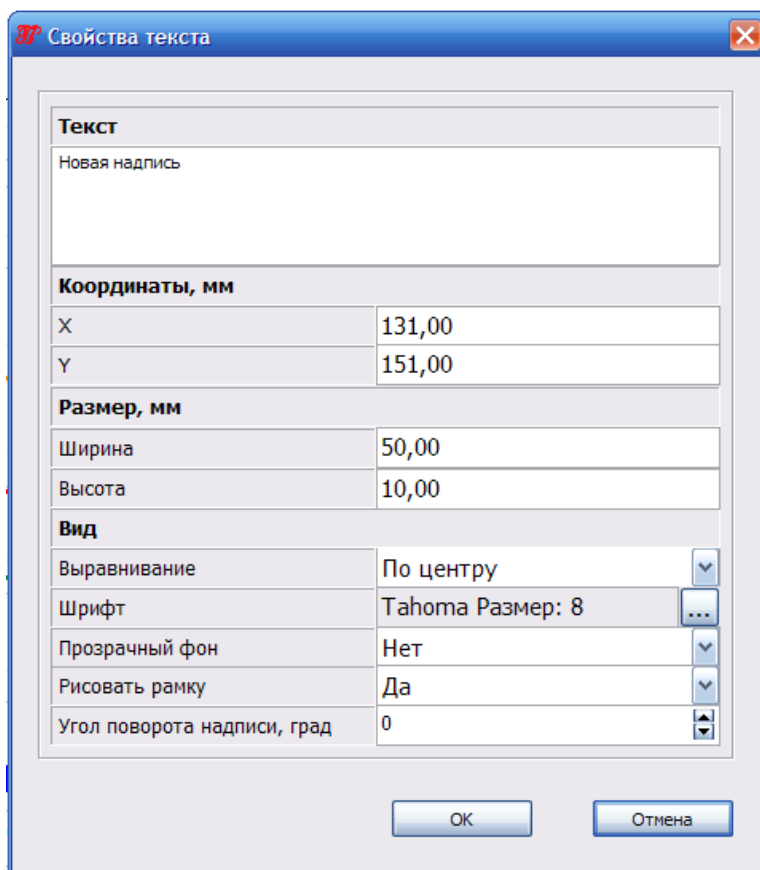 Свойства текста
Текст
Новая надпись
Координаты, мм
X 131,00
Y 151,00
Размер, мм
Ширина 50,00
Высота 10,00
Вид
Выравнивание По центру
Шрифт Tahoma Размер: 8 ...
Прозрачный фон Нет
Рисовать рамку Да
Угол поворота надписи, град 0
OK Отмена